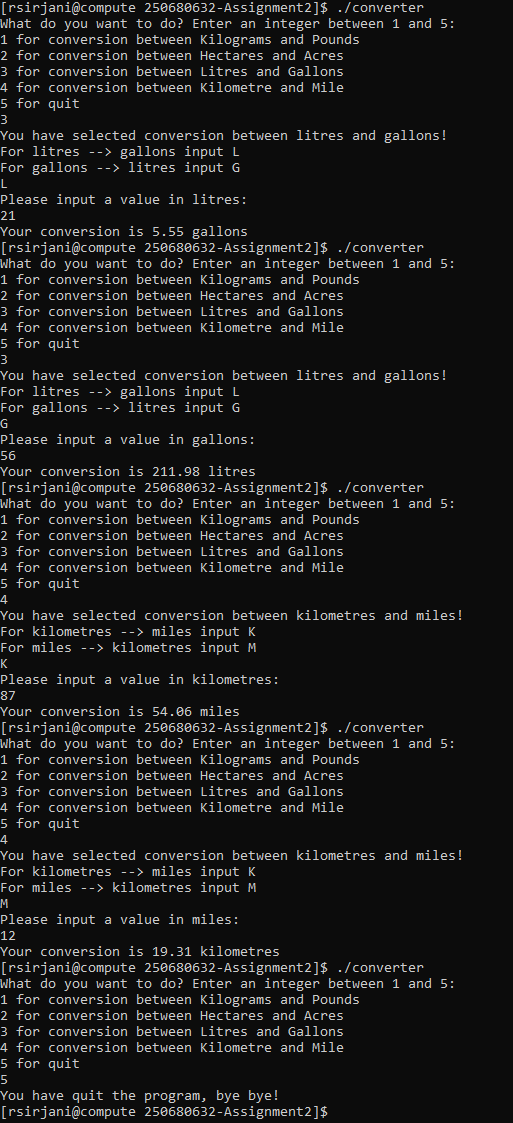 [rsirjani@compute 250680632-Assignment2]$ ./converter
What do you want to do? Enter an integer between 1 and 5:
1 for conversion between Kilograms and Pounds
2 for conversion between Hectares and Acres
3 for conversion between Litres and Gallons
4 for conversion between Kilometre and Mile
5 for quit
3
You have selected conversion between litres and gallons!
For litres --> gallons input L
For gallons --> litres input G
L
Please input a value in litres:
21
Your conversion is 5.55 gallons
[rsirjani@compute 250680632-Assignment2]$ ./converter
What do you want to do? Enter an integer between 1 and 5:
1 for conversion between Kilograms and Pounds
2 for conversion between Hectares and Acres
3 for conversion between Litres and Gallons
4 for conversion between Kilometre and Mile
5 for quit
3
You have selected conversion between litres and gallons!
For litres --> gallons input L
For gallons --> litres input G
G
Please input a value in gallons:
56
Your conversion is 211.98 litres
[rsirjani@compute 250680632-Assignment2]$ ./converter
What do you want to do? Enter an integer between 1 and 5:
1 for conversion between Kilograms and Pounds
2 for conversion between Hectares and Acres
3 for conversion between Litres and Gallons
4 for conversion between Kilometre and Mile
5 for quit
4
You have selected conversion between kilometres and miles!
For kilometres --> miles input K
For miles --> kilometres input M
K
Please input a value in kilometres:
87
Your conversion is 54.06 miles
[rsirjani@compute 250680632-Assignment2]$ ./converter
What do you want to do? Enter an integer between 1 and 5:
1 for conversion between Kilograms and Pounds
2 for conversion between Hectares and Acres
3 for conversion between Litres and Gallons
4 for conversion between Kilometre and Mile
5 for quit
4
You have selected conversion between kilometres and miles!
For kilometres --> miles input K
For miles --> kilometres input M
M
Please input a value in miles:
12
Your conversion is 19.31 kilometres
[rsirjani@compute 250680632-Assignment2]$ ./converter
What do you want to do? Enter an integer between 1 and 5:
1 for conversion between Kilograms and Pounds
2 for conversion between Hectares and Acres
3 for conversion between Litres and Gallons
4 for conversion between Kilometre and Mile
5 for quit
5
You have quit the program, bye bye!
[rsirjani@compute 250680632-Assignment2]$